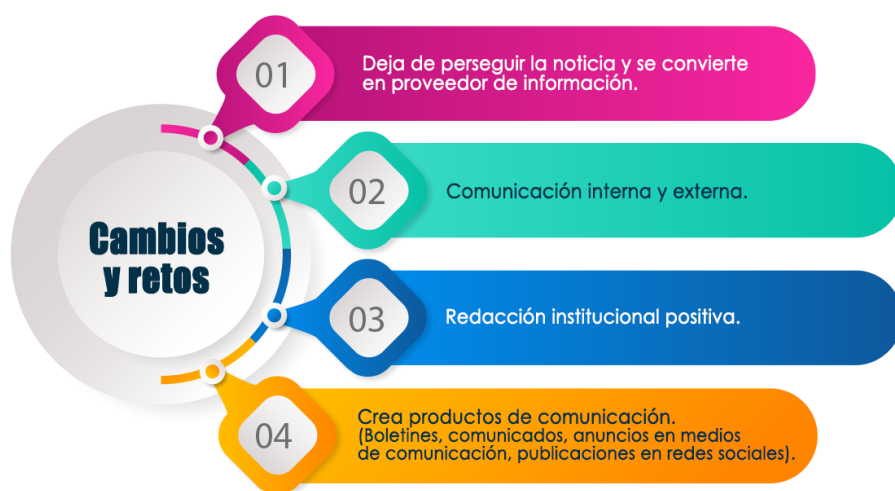 Cambios
y retos
01
Deja de perseguir la noticia y se convierte
en proveedor de información.
02
Comunicación interna y externa.
03
Redacción institucional positiva.
04
Crea productos de comunicación.
(Boletines, comunicados, anuncios en medios
de comunicación, publicaciones en redes sociales).